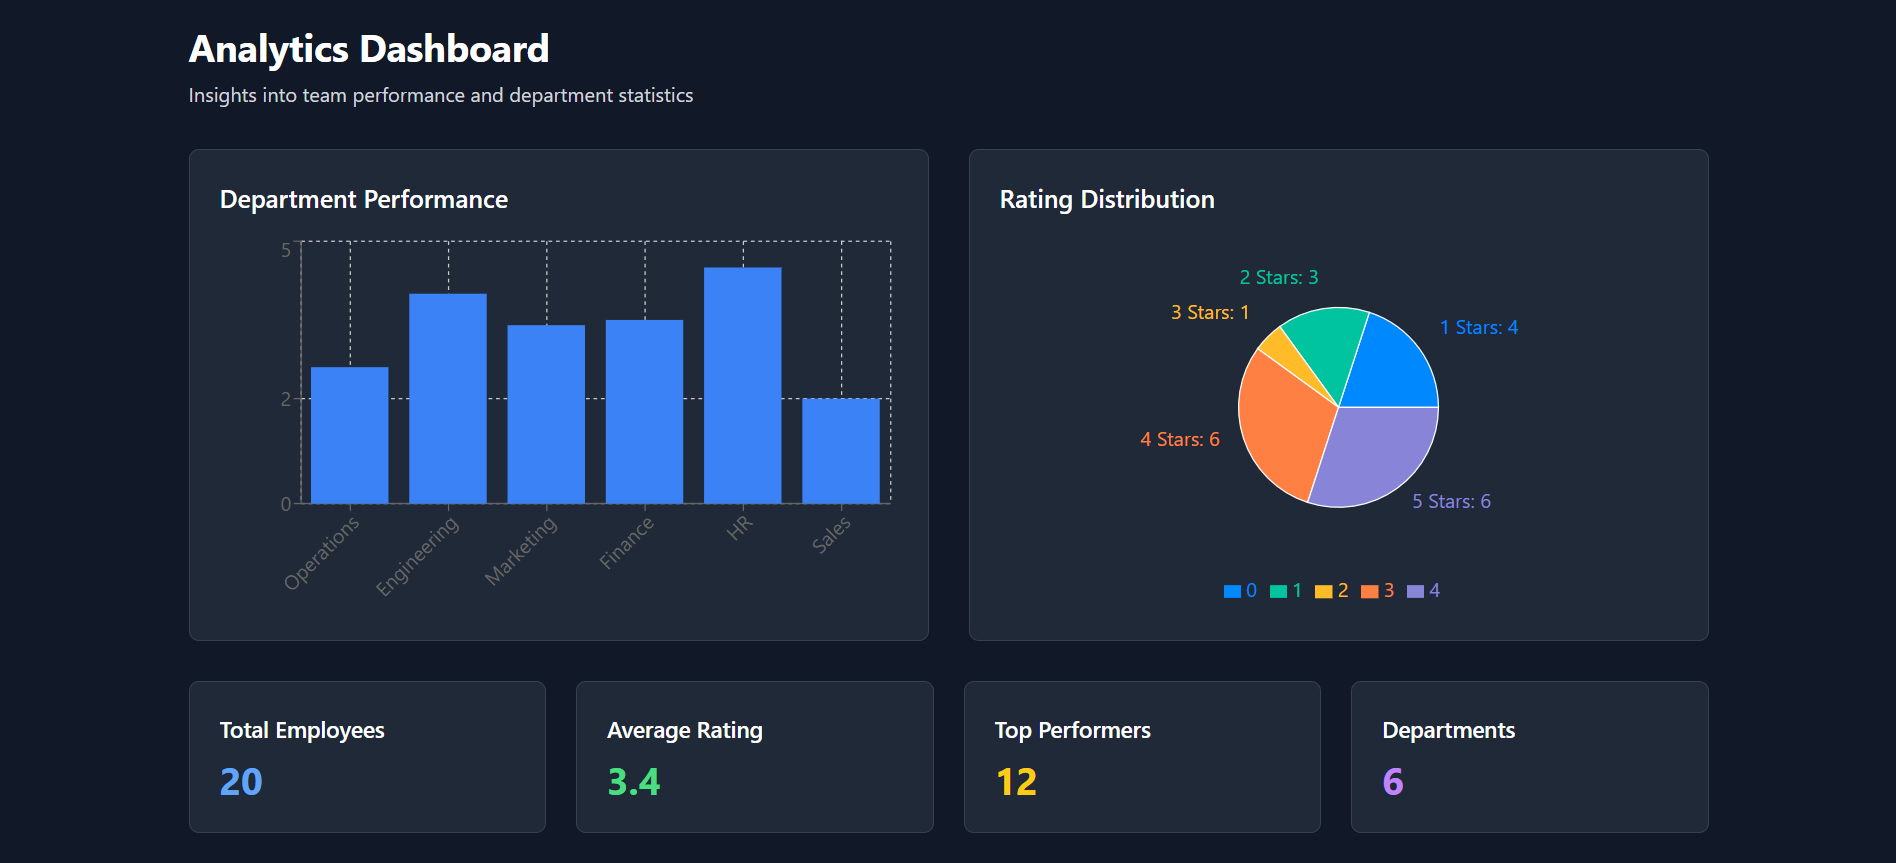 Analytics Dashboard
Insights into team performance and department statistics
Department Performance
5
2
0
Operations
Engineering
Marketing
Finance
HR
Sales
Rating Distribution
2 Stars: 3
3 Stars: 1
1 Stars: 4
4 Stars: 6
5 Stars: 6
0 1 2 3 4
Total Employees
20
Average Rating
3.4
Top Performers
12
Departments
6